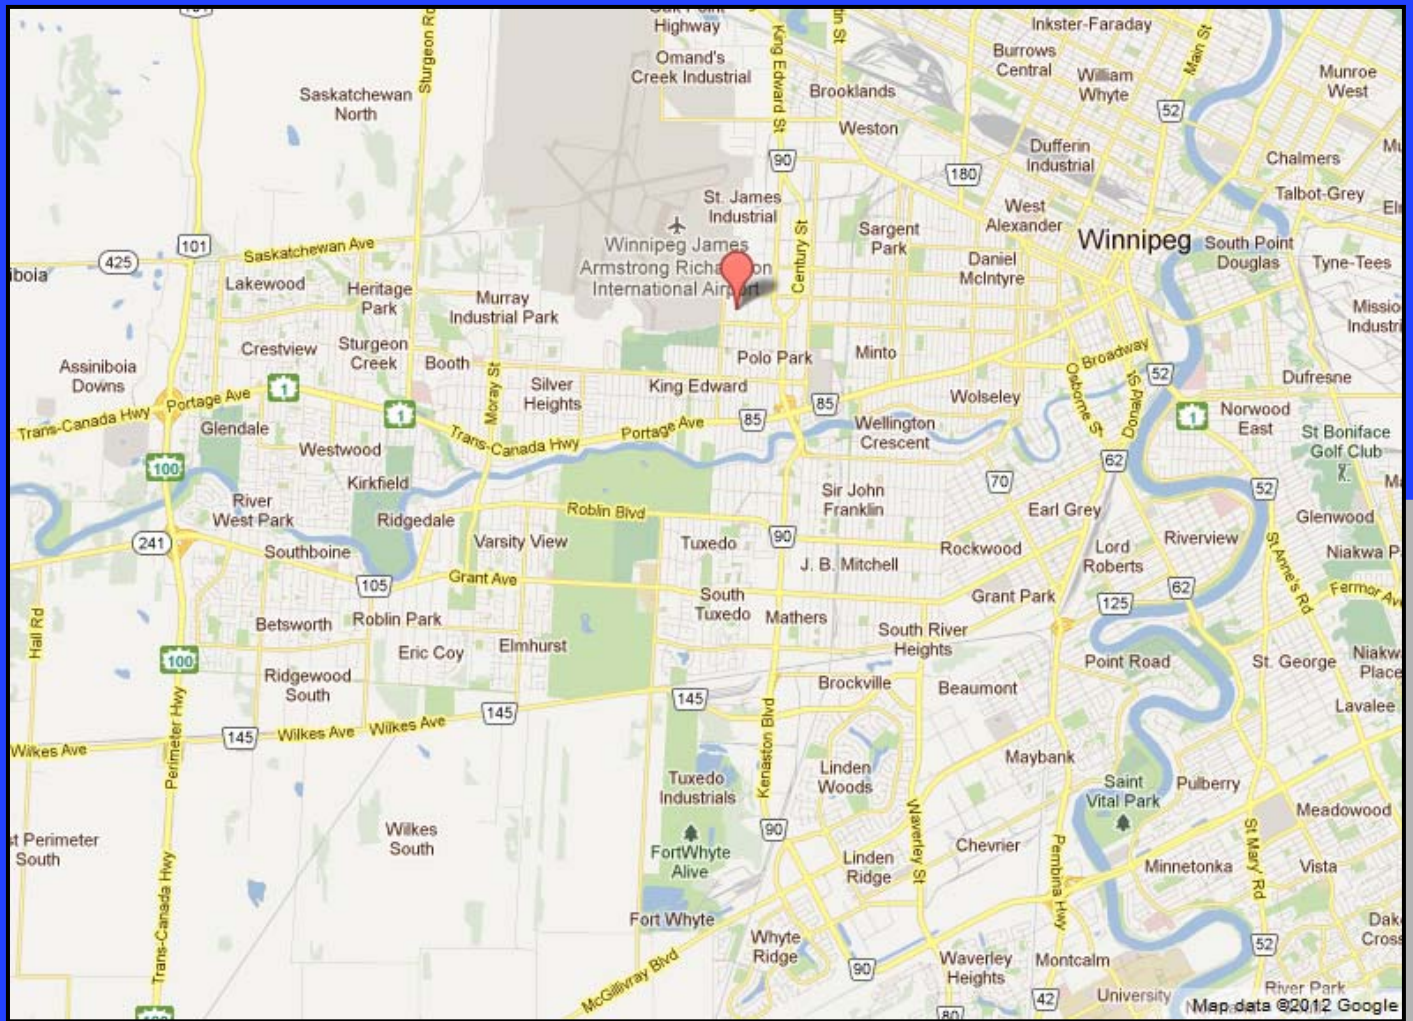 101
Sturgeon Rd
Highway
Omand's
Creek Industrial
King Edward St
Inkster-Faraday
Burrows
Central
Main St
William
Whyte
Munroe
West
Saskatchewan
North
Brooklands
52
Weston
90
Dufferin
Industrial
180
Chalmers
Talbot-Grey
St. James
Industrial
West
Alexander
Sargent
Park
Winnipeg
South Point
Douglas
Tyne-Tees
101
Saskatchewan Ave
425
Winnipeg James
Armstrong
International
Century St
Daniel
McIntyre
Lakewood
Heritage
Park
Murray
Industrial Park
Crestview
Sturgeon
Creek
Booth
Moray St
Polo Park
Minto
Broadway
Assiniboia
Downs
1
Silver
Heights
King Edward
Wolseley
Osborne St
Donald St
52
Dufresne
Trans-Canada Hwy
Portage Ave
1
85
85
1
Norwood
East
Glendale
Trans-Canada Hwy
Portage Ave
Wellington
Crescent
St Boniface
Golf Club
Westwood
100
62
Kirkfield
70
52
River
West Park
Ridgedale
Roblin Blvd
Sir John
Franklin
Earl Grey
Glenwood
241
Southboine
Varsity View
Tuxedo
90
Rockwood
Lord
Roberts
Riverview
St Anne's Rd
J. B. Mitchell
105
Grant Ave
South
Tuxedo
Mathers
Grant Park
125
62
Hall Rd
Betsworth
Roblin Park
South River
Heights
100
Eric Coy
Elmhurst
Point Road
St. George
Ridgewood
South
145
Brockville
Beaumont
Lavalee
Perimeter Hwy
145
145
Wilkes Ave
Wilkes Ave
Wilkes Ave
Kenaston Blvd
Maybank
Tuxedo
Industrials
Linden
Woods
Saint
Vital Park
Pulberry
Meadowood
Perimeter
South
Wilkes
South
90
Waverley St
Pembina Hwy
St Mary' Rd
FortWhyte
Alive
Linden
Ridge
Chevrier
Minnetonka
Vista
Trans-Canada Hwy
Fort Whyte
Whyte
Ridge
52
McGillivray Blvd
90
Waverley
Heights
Montcalm
42
University
River Park
Map data ©2012 Google